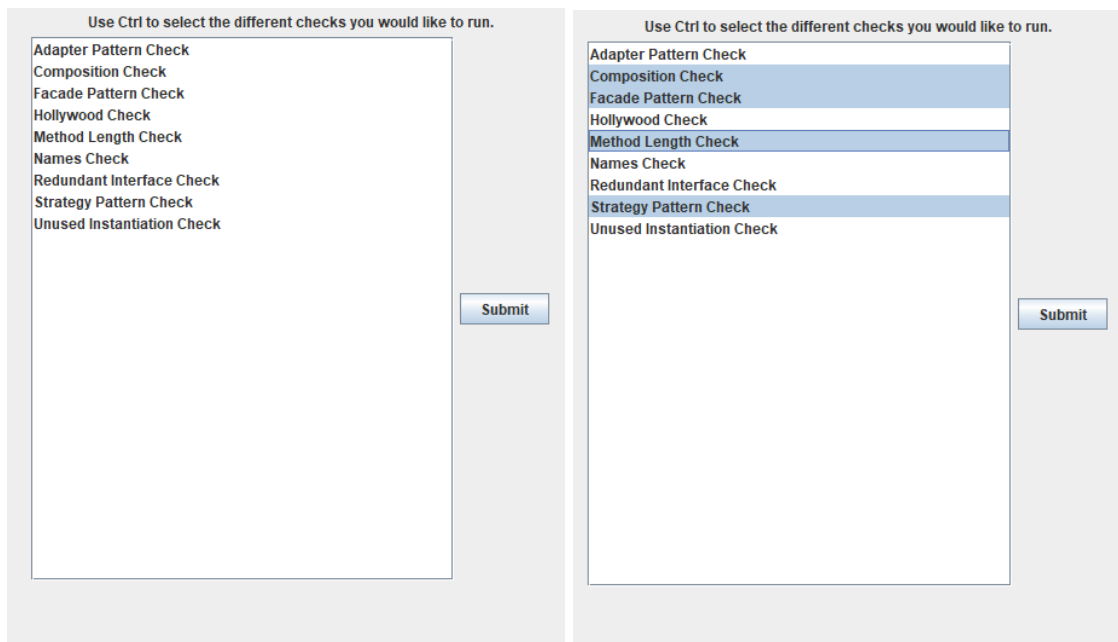 Use Ctrl to select the different checks you would like to run.
Adapter Pattern Check
Composition Check
Facade Pattern Check
Hollywood Check
Method Length Check
Names Check
Redundant Interface Check
Strategy Pattern Check
Unused Instantiation Check
Submit
Use Ctrl to select the different checks you would like to run.
Adapter Pattern Check
Composition Check
Facade Pattern Check
Hollywood Check
Method Length Check
Names Check
Redundant Interface Check
Strategy Pattern Check
Unused Instantiation Check
Submit